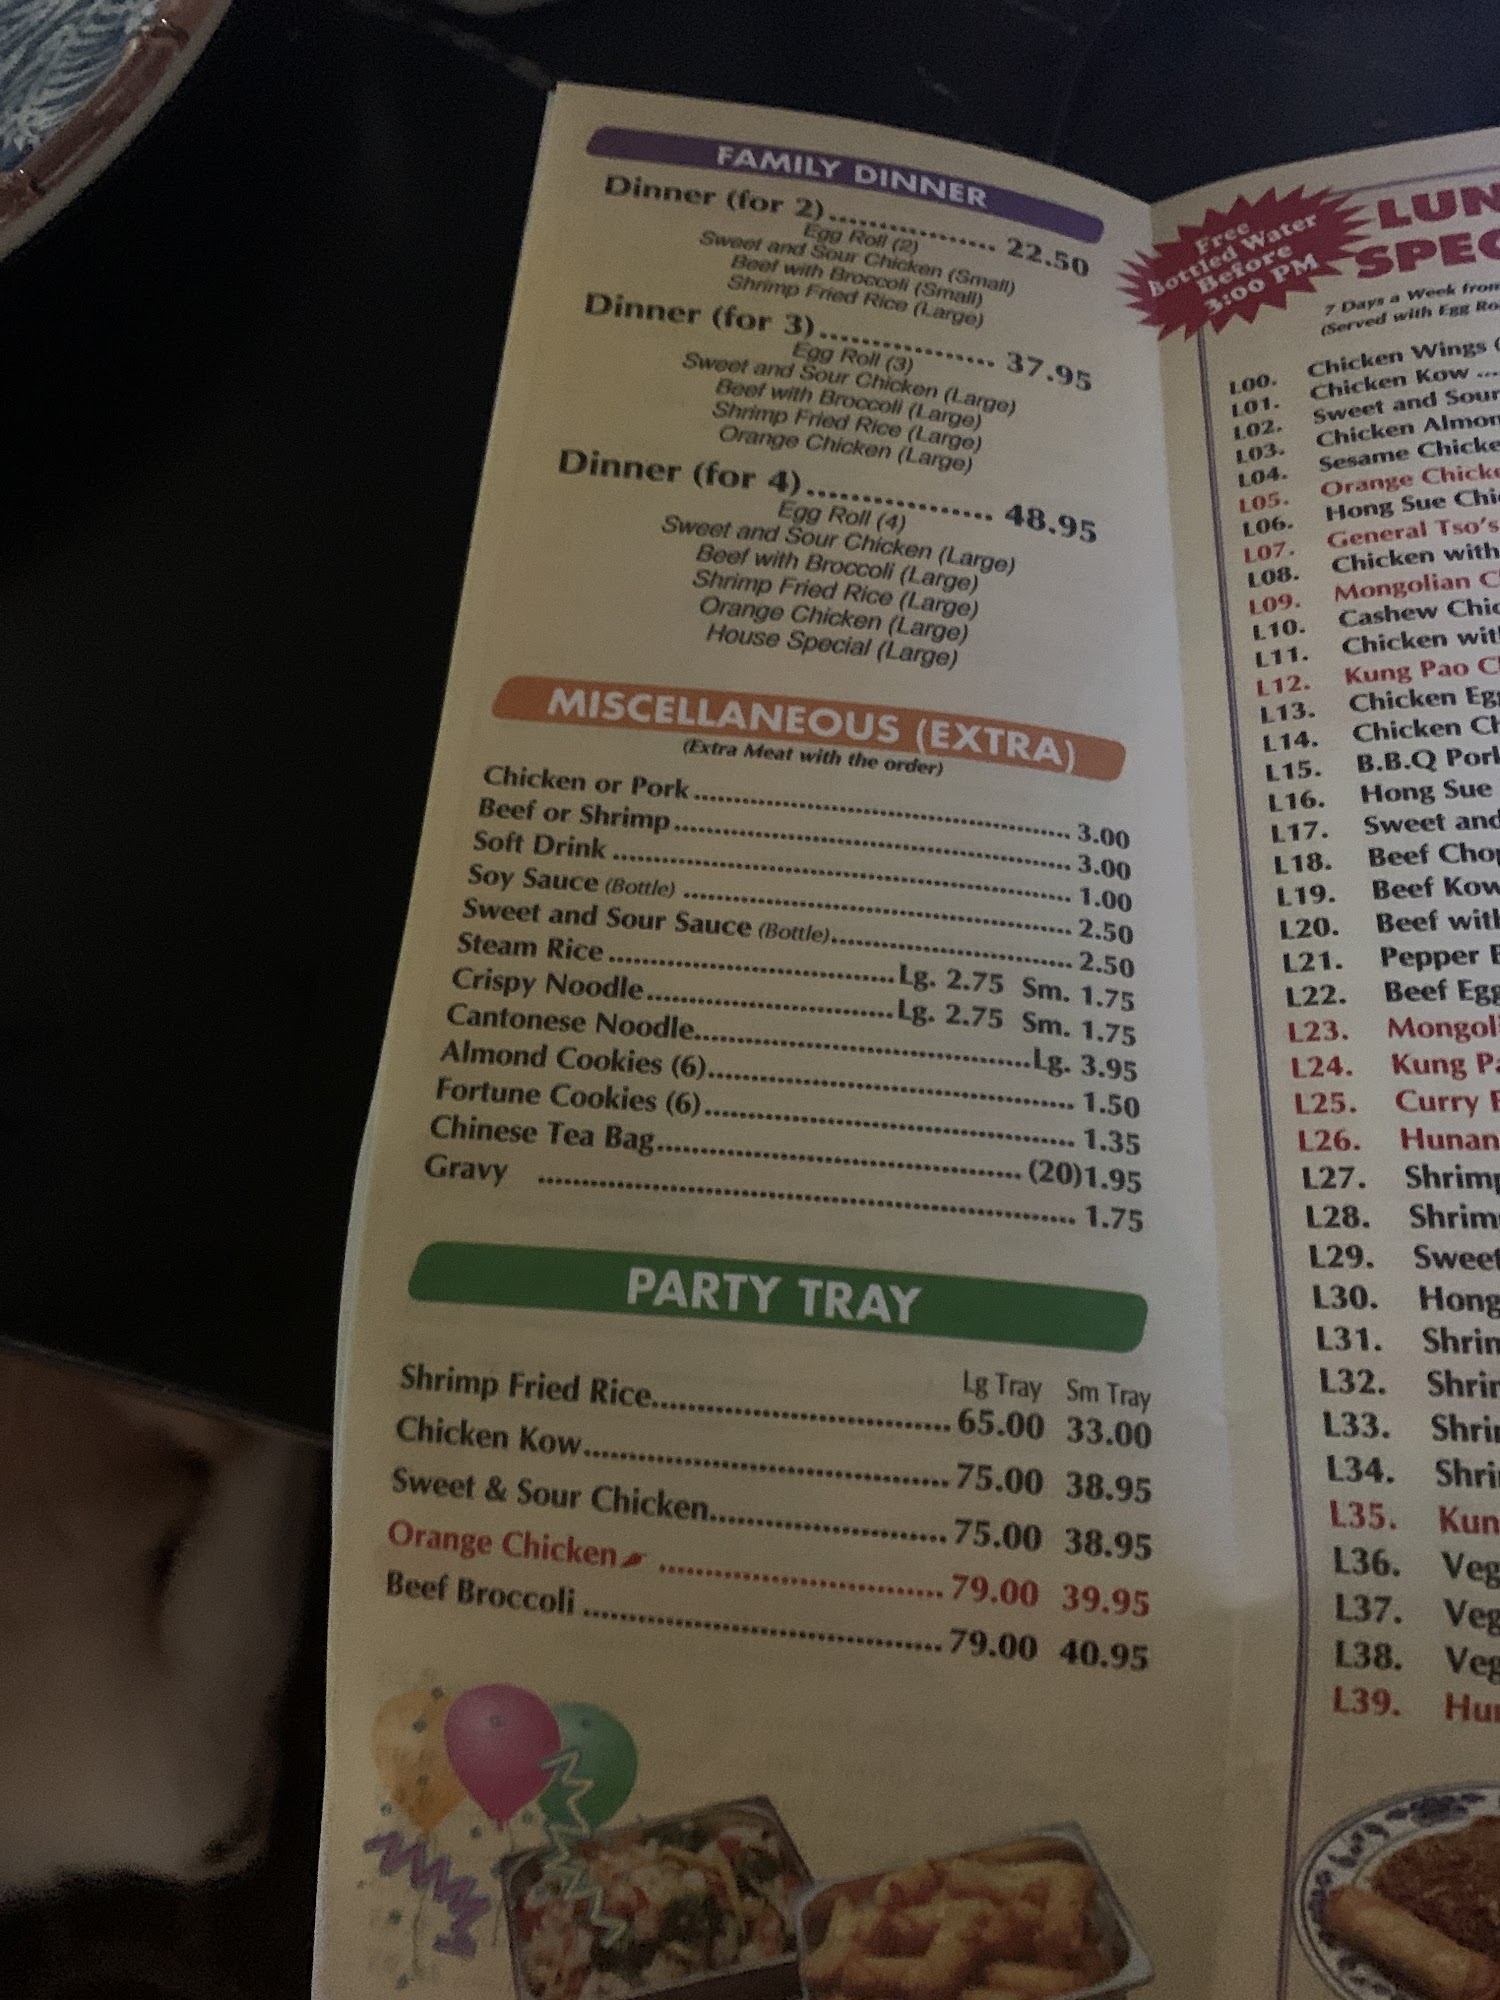 FAMILY DINNER
Dinner (for 2)................. 22.50
Egg Roll (2)
Sweet and Sour Chicken (Small)
Beef with Broccoli (Small)
Shrimp Fried Rice (Large)
Dinner (for 3)................. 37.95
Egg Roll (3)
Sweet and Sour Chicken (Large)
Beef with Broccoli (Large)
Shrimp Fried Rice (Large)
Orange Chicken (Large)
Dinner (for 4)................. 48.95
Egg Roll (4)
Sweet and Sour Chicken (Large)
Beef with Broccoli (Large)
Shrimp Fried Rice (Large)
Orange Chicken (Large)
House Special (Large)
MISCELLANEOUS (EXTRA)
(Extra Meat with the order)
Chicken or Pork.......... 3.00
Beef or Shrimp.......... 3.00
Soft Drink .......... 1.00
Soy Sauce (Bottle) .......... 2.50
Sweet and Sour Sauce (Bottle).......... 2.50
Steam Rice ..........Lg. 2.75 Sm. 1.75
Crispy Noodle..........Lg. 2.75 Sm. 1.75
Cantonese Noodle..........Lg. 3.95
Almond Cookies (6).......... 1.50
Fortune Cookies (6).......... 1.35
Chinese Tea Bag.......... (20)1.95
Gravy .......... 1.75
PARTY TRAY
Lg Tray Sm Tray
Shrimp Fried Rice.......... 65.00 33.00
Chicken Kow.......... 75.00 38.95
Sweet & Sour Chicken.......... 75.00 38.95
Orange Chicken .......... 79.00 39.95
Beef Broccoli .......... 79.00 40.95
Free
Bottled Water
Before
3:00 PM
LUN
SPEC
7 Days a Week from
(Served with Egg Ro
L00. Chicken Wings (
L01. Chicken Kow ....
L02. Sweet and Sour
L03. Chicken Almon
L04. Sesame Chicke
L05. Orange Chicke
L06. Hong Sue Chi
L07. General Tso's
L08. Chicken with
L09. Mongolian C
L10. Cashew Chic
L11. Chicken wit
L12. Kung Pao C
L13. Chicken Egg
L14. Chicken Ch
L15. B.B.Q Por
L16. Hong Sue
L17. Sweet and
L18. Beef Chop
L19. Beef Kow
L20. Beef with
L21. Pepper
L22. Beef Egg
L23. Mongoli
L24. Kung Pa
L25. Curry
L26. Hunan
L27. Shrimp
L28. Shrim
L29. Sweet
L30. Hong
L31. Shrim
L32. Shrin
L33. Shri
L34. Shri
L35. Kun
L36. Veg
L37. Veg
L38. Veg
L39. Hu